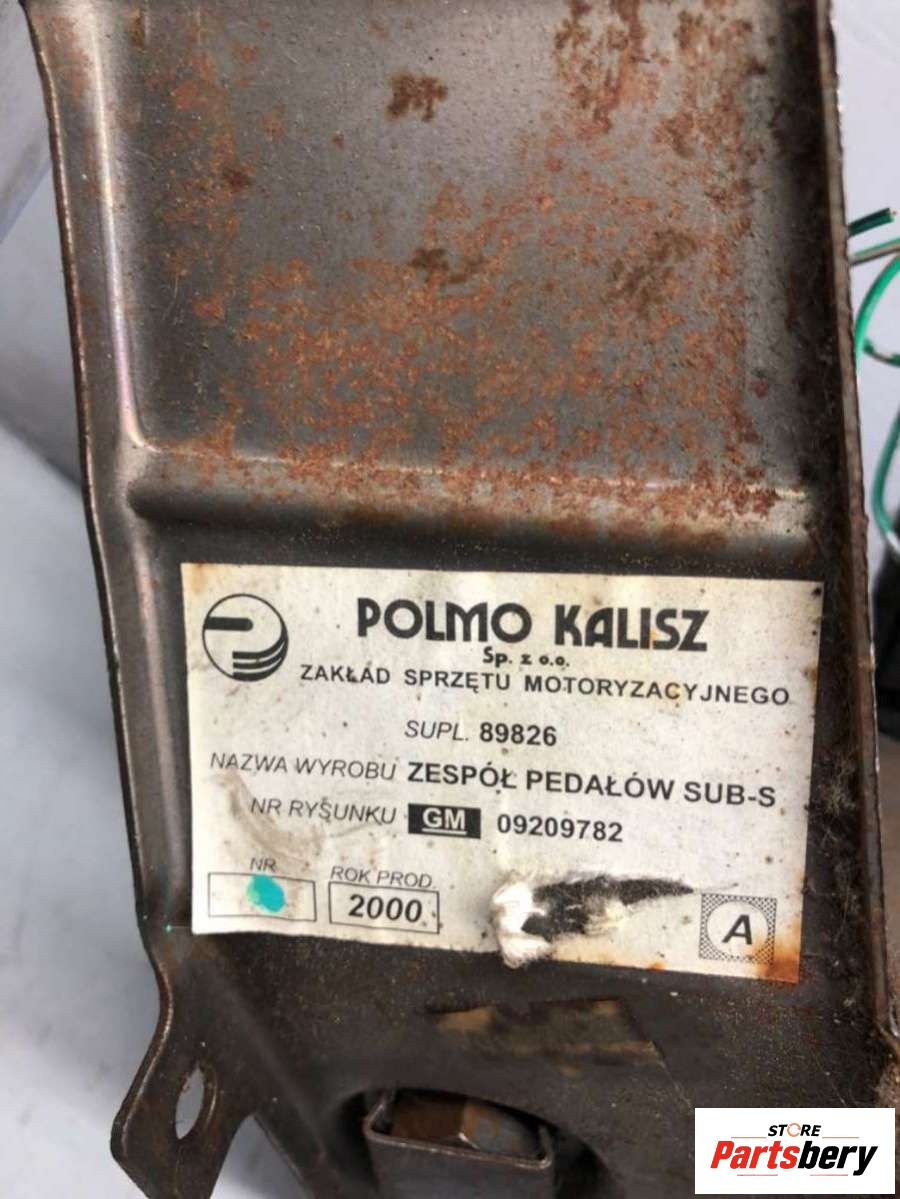 POLMO KALISZ
Sp. z o.o.
ZAKŁAD SPRZĘTU MOTORYZACYJNEGO
SUPL. 89826
NAZWA WYROBU ZESPÓŁ PEDAŁÓW SUB-S
NR RYSUNKU GM 09209782
NR
ROK PROD.
2000
A
STORE
Partsbery